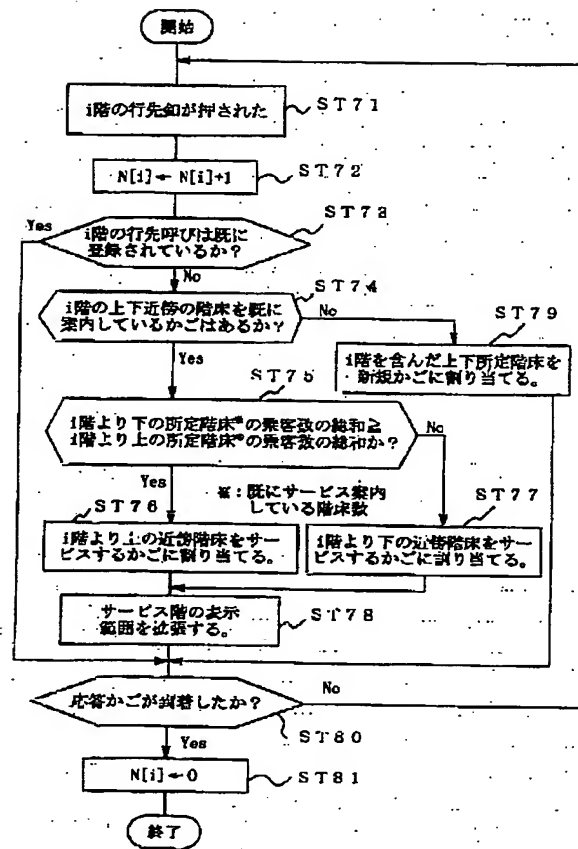 開始
i階の行先釦が押された
ST71
N[i]←N[i]+1
ST72
ST73
Yes
i階の行先呼びは既に
登録されているか?
No
ST74
i階の上下近傍の階床を既に
案内しているかごはあるか?
No
ST79
i階を含んだ上下所定階床を
新規かごに割り当てる。
Yes
ST75
i階より下の所定階床※の乗客数の総和≧
i階より上の所定階床※の乗客数の総和か?
No
Yes
※:既にサービス案内
している階床数
ST76
ST77
i階より上の近傍階床をサー
ビスするかごに割り当てる。
i階より下の近傍階床をサー
ビスするかごに割り当てる。
サービス階の表示
範囲を拡張する。
ST78
応答かごが到着したか?
No
ST80
Yes
N[i]←0
ST81
終了